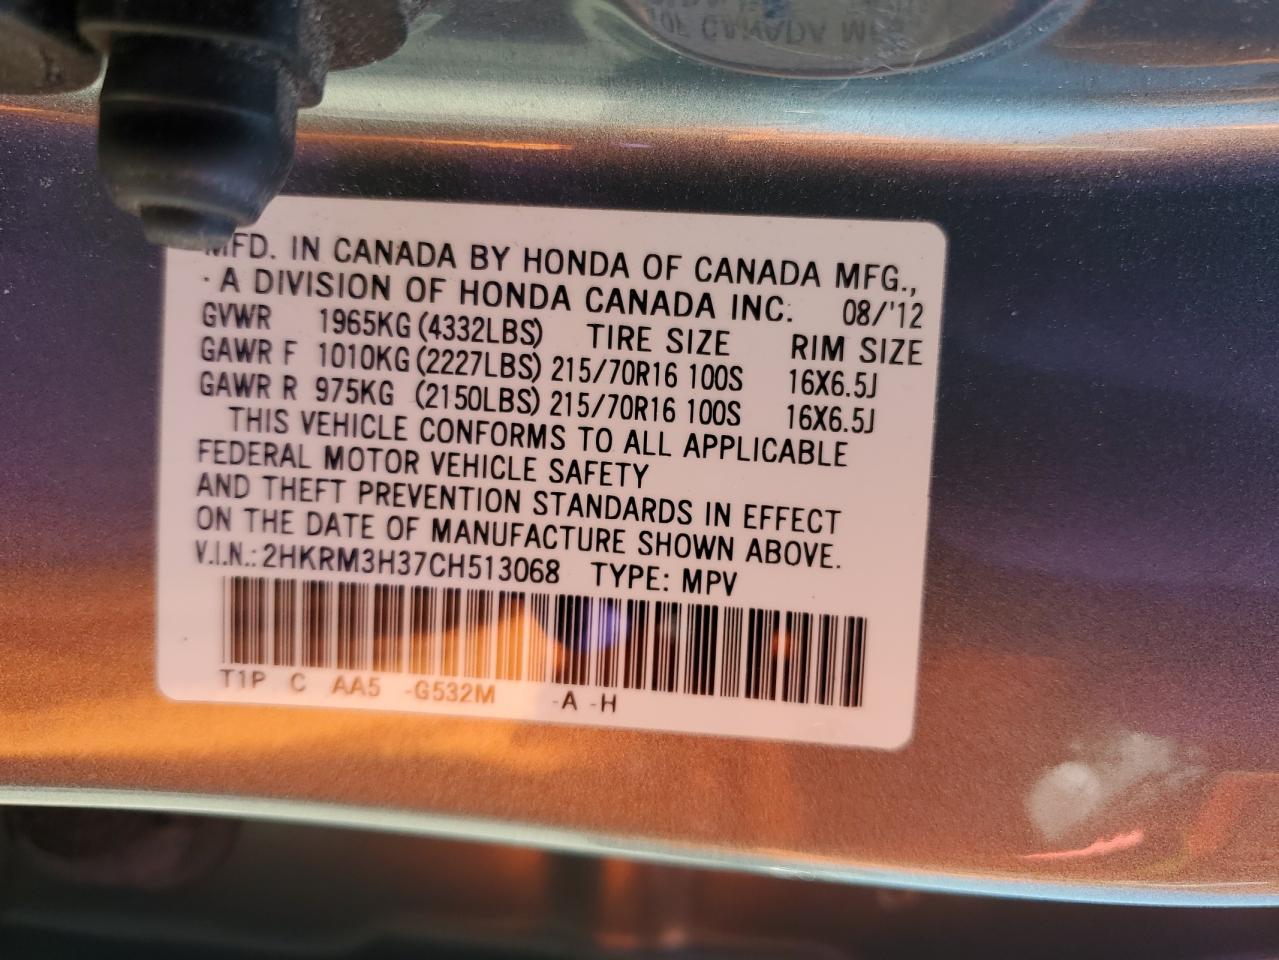 MFD. IN CANADA BY HONDA OF CANADA MFG.,
A DIVISION OF HONDA CANADA INC. 08/'12
GVWR 1965KG (4332LBS) TIRE SIZE RIM SIZE
GAWR F 1010KG (2227LBS) 215/70R16 100S 16X6.5J
GAWR R 975KG (2150LBS) 215/70R16 100S 16X6.5J
THIS VEHICLE CONFORMS TO ALL APPLICABLE
FEDERAL MOTOR VEHICLE SAFETY
AND THEFT PREVENTION STANDARDS IN EFFECT
ON THE DATE OF MANUFACTURE SHOWN ABOVE.
V.I.N.: 2HKRM3H37CH513068 TYPE: MPV
T1P C AA5 -G532M -A -H